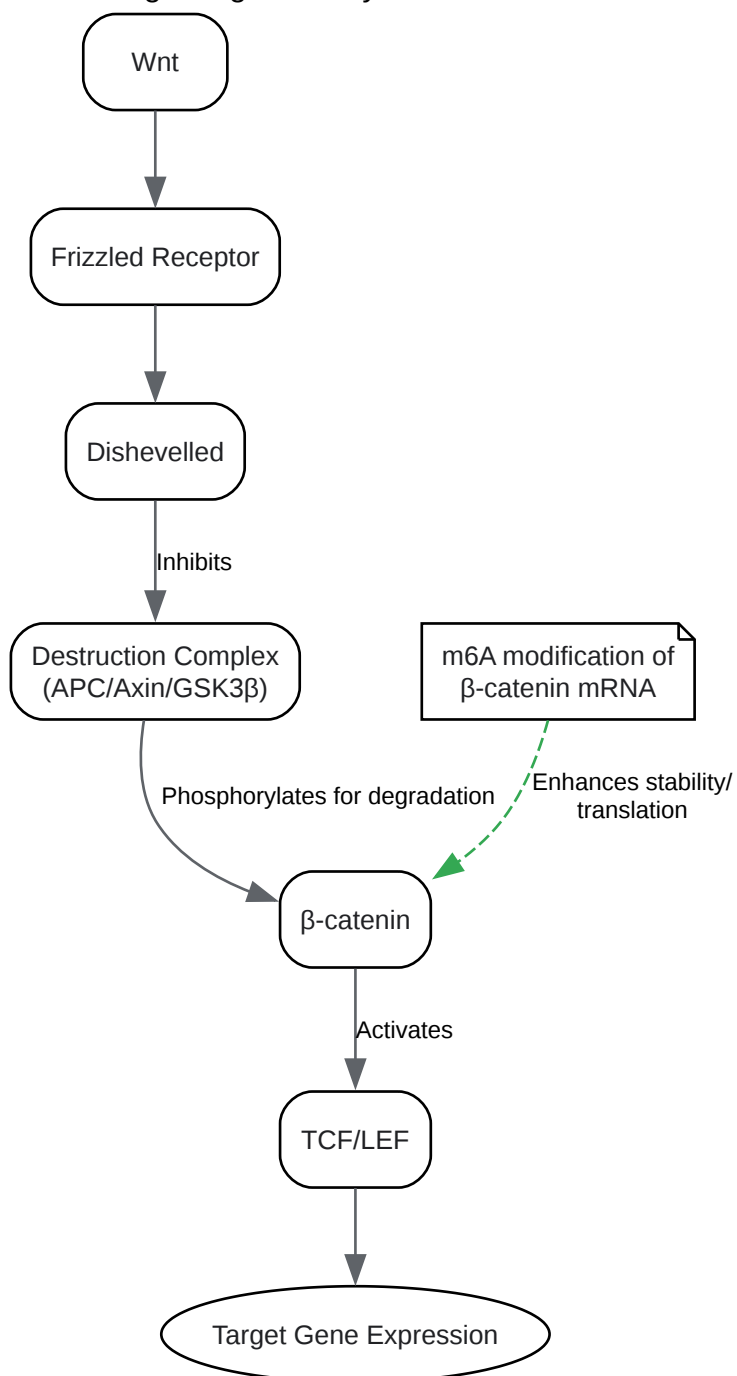 Wnt
Frizzled Receptor
Dishevelled
Inhibits
Destruction Complex
(APC/Axin/GSK3β)
m6A modification of
β-catenin mRNA
Phosphorylates for degradation
Enhances stability/
translation
β-catenin
Activates
TCF/LEF
Target Gene Expression